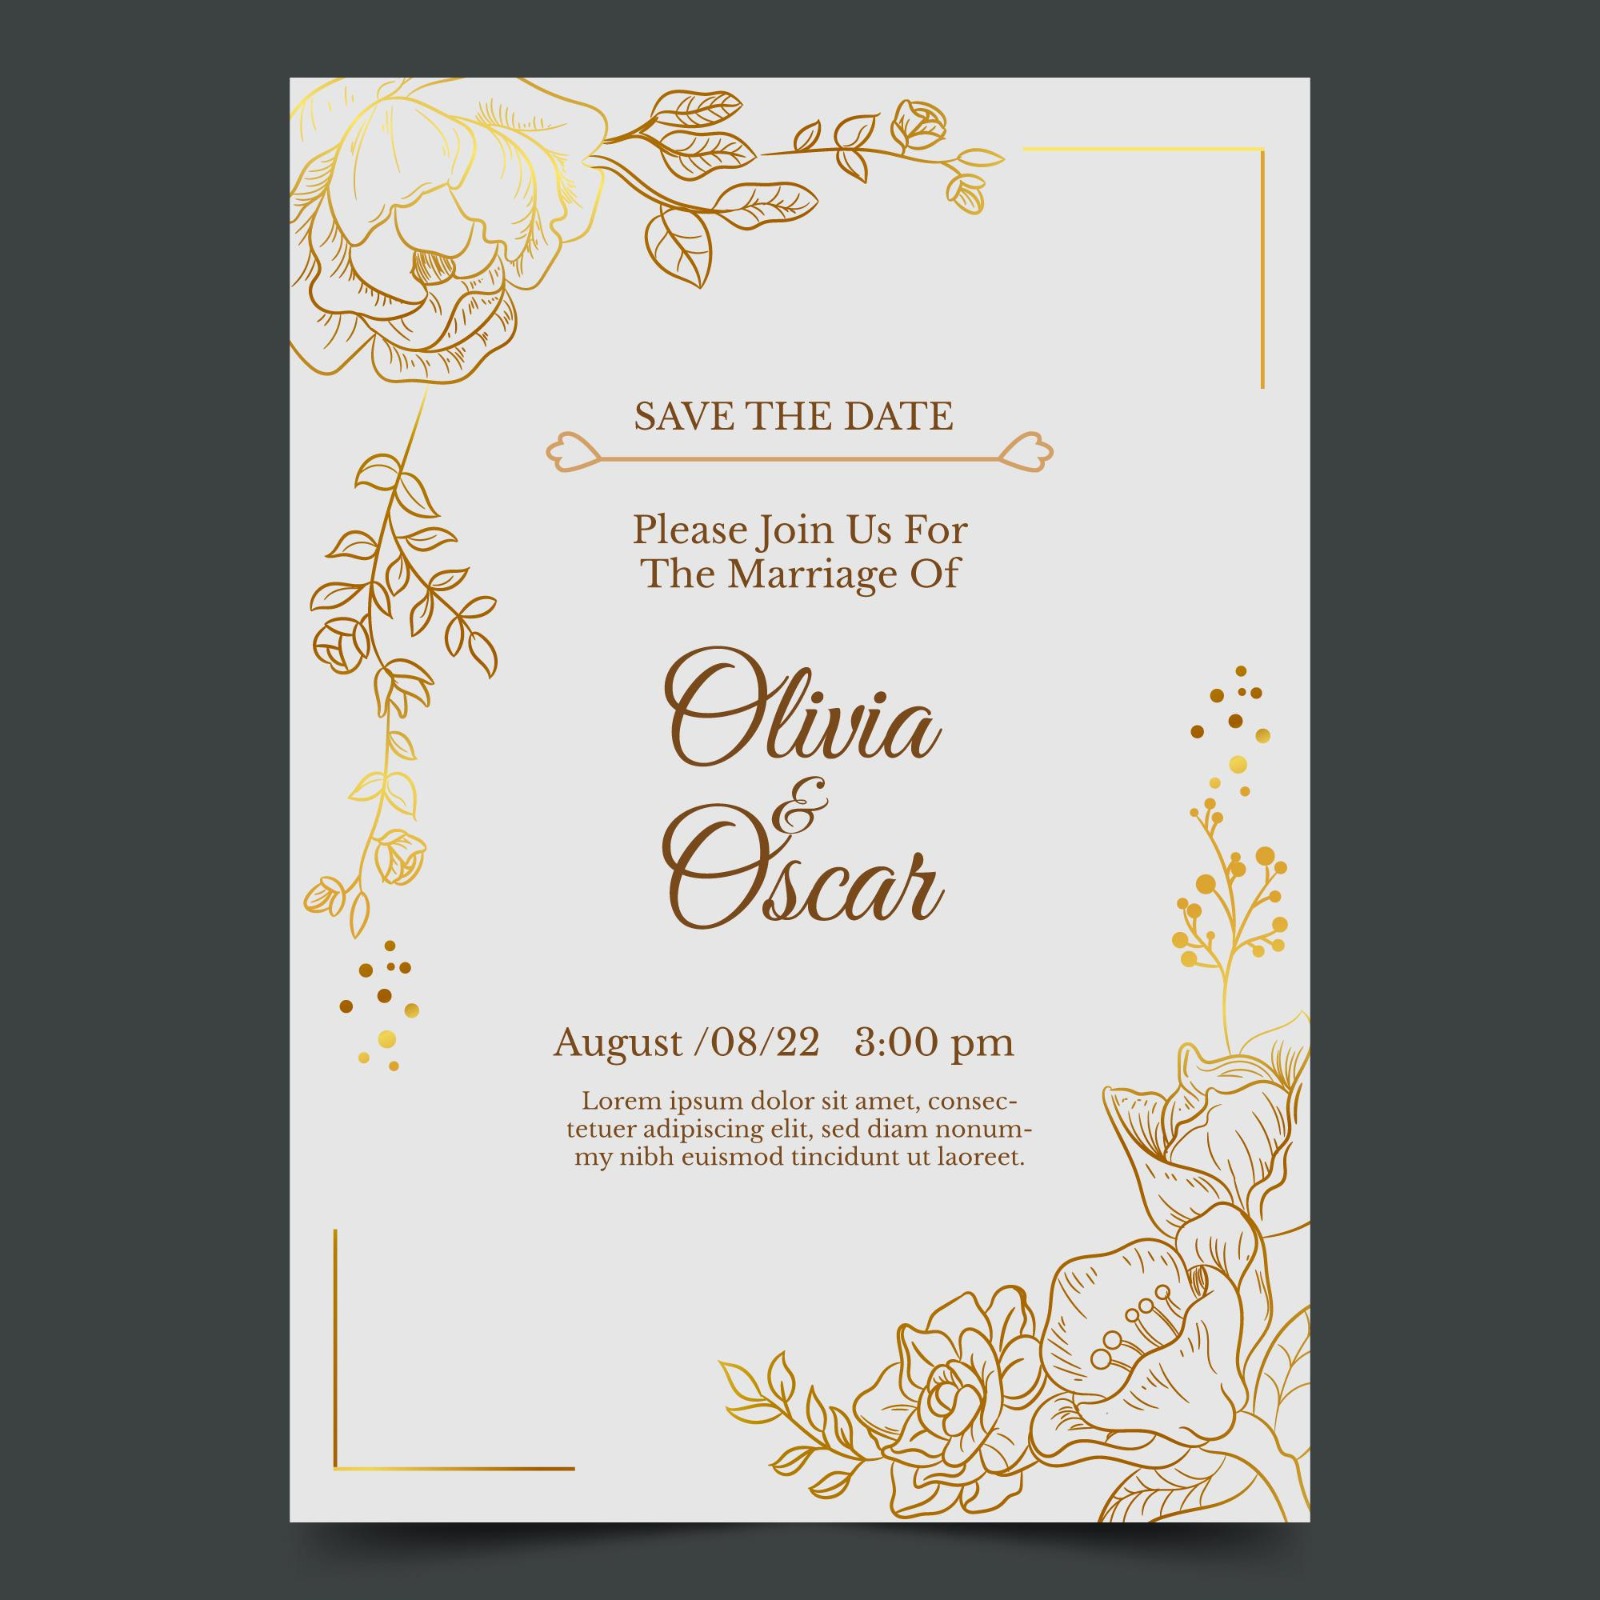 SAVE THE DATE
Please Join Us For
The Marriage Of
Olivia
&
Oscar
August /08/22 3:00 pm
Lorem ipsum dolor sit amet, consec-
tetuer adipiscing elit, sed diam nonum-
my nibh euismod tincidunt ut laoreet.